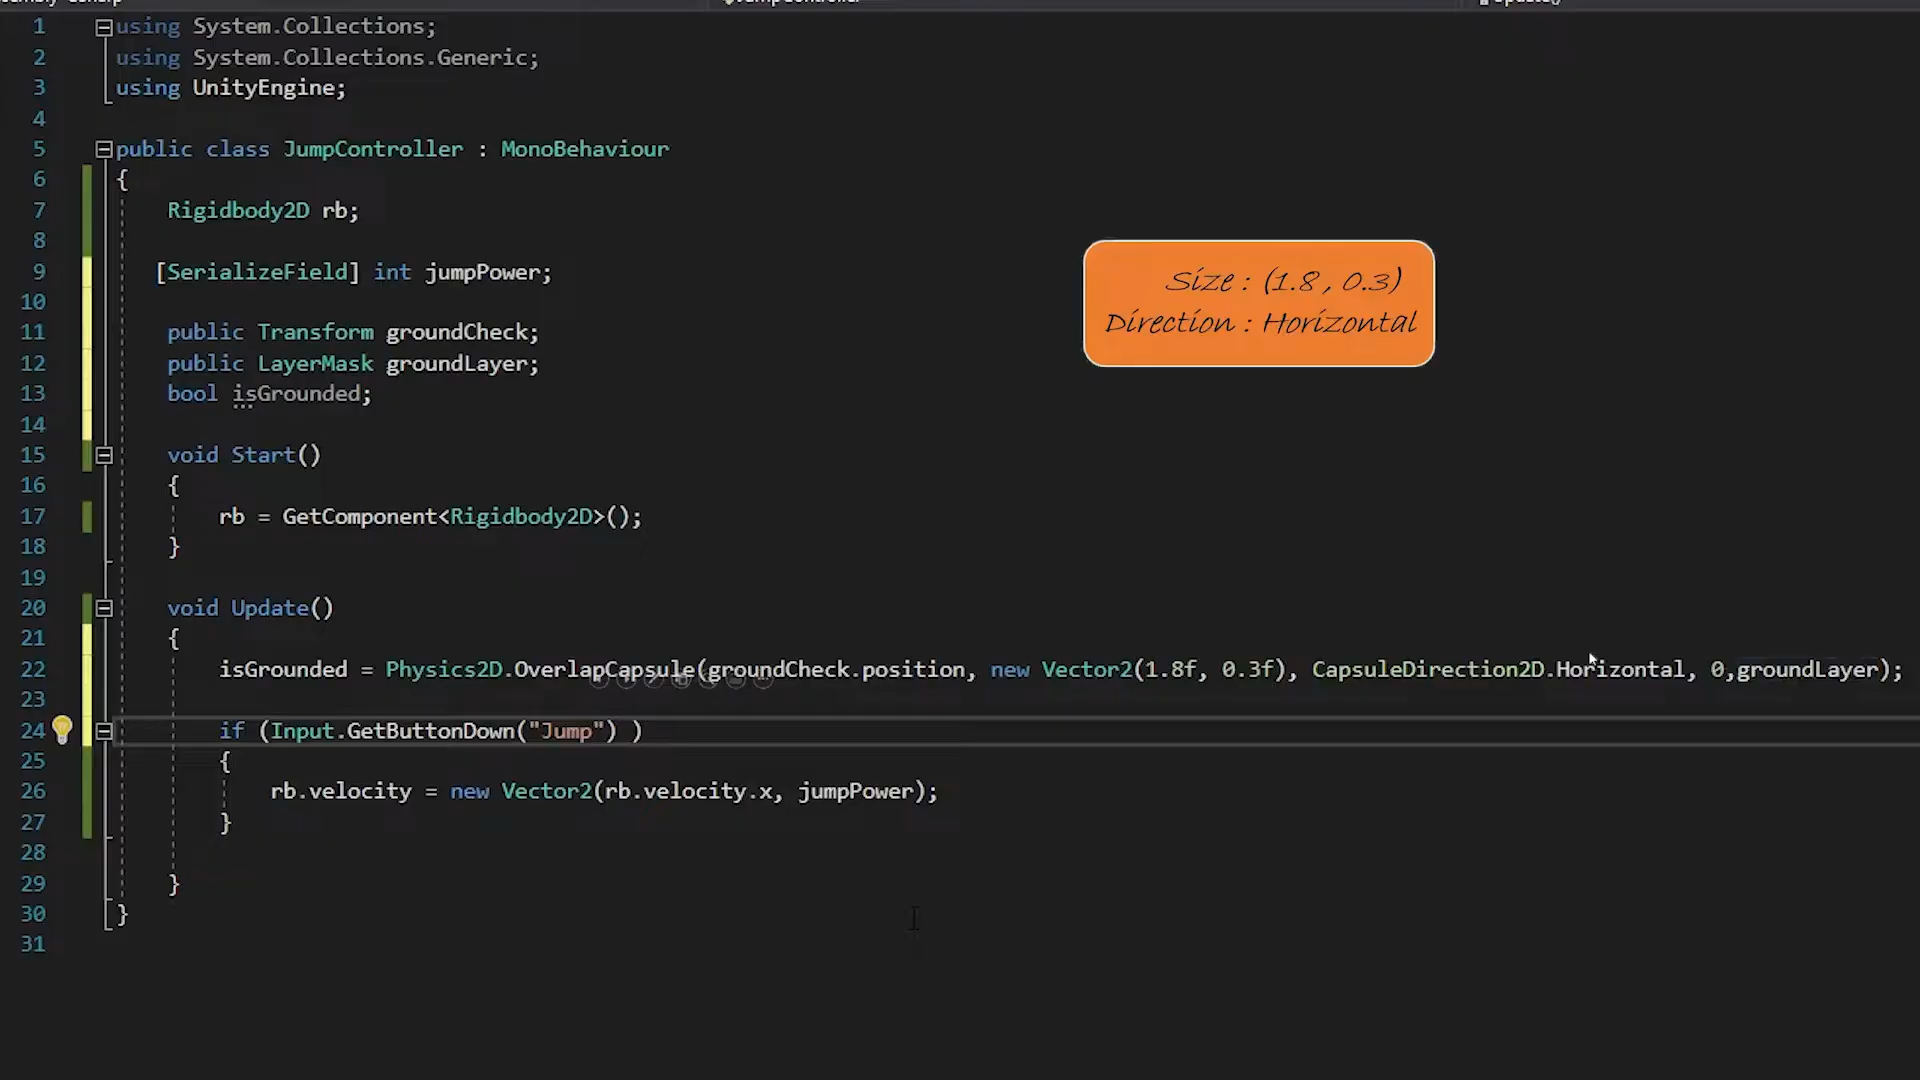 1 using System.Collections;
2 using System.Collections.Generic;
3 using UnityEngine;
4
5 public class JumpController : MonoBehaviour
6 {
7 Rigidbody2D rb;
8
9 [SerializeField] int jumpPower;
10
11 public Transform groundCheck;
12 public LayerMask groundLayer;
13 bool isGrounded;
14
15 void Start()
16 {
17 rb = GetComponent<Rigidbody2D>();
18 }
19
20 void Update()
21 {
22 isGrounded = Physics2D.OverlapCapsule(groundCheck.position, new Vector2(1.8f, 0.3f), CapsuleDirection2D.Horizontal, 0,groundLayer);
23
24 if (Input.GetButtonDown("Jump") )
25 {
26 rb.velocity = new Vector2(rb.velocity.x, jumpPower);
27 }
28
29 }
30 }
31
Size : (1.8 , 0.3)
Direction : Horizontal